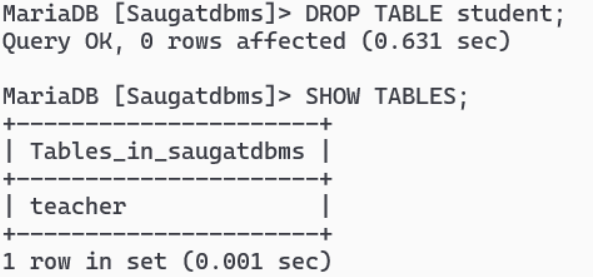 MariaDB [Saugatdbms]> DROP TABLE student;
Query OK, 0 rows affected (0.631 sec)
MariaDB [Saugatdbms]> SHOW TABLES;
+----------------------+
| Tables_in_saugatdbms |
+----------------------+
| teacher              |
+----------------------+
1 row in set (0.001 sec)